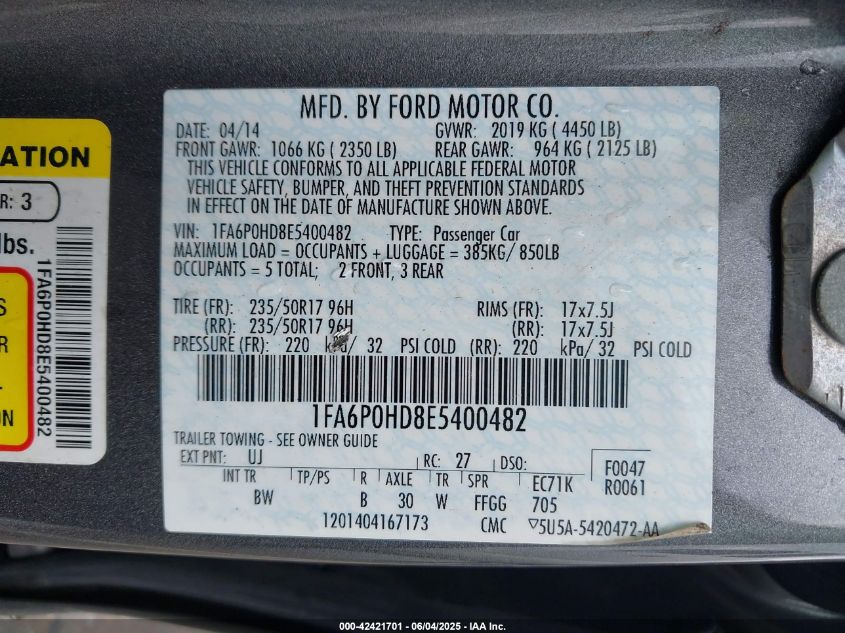 ATION
R: 3
lbs.
1FA6P0HD8E5400482
S
R
ON
MFD. BY FORD MOTOR CO.
DATE: 04/14 GVWR: 2019 KG ( 4450 LB)
FRONT GAWR: 1066 KG ( 2350 LB) REAR GAWR: 964 KG ( 2125 LB)
THIS VEHICLE CONFORMS TO ALL APPLICABLE FEDERAL MOTOR
VEHICLE SAFETY, BUMPER, AND THEFT PREVENTION STANDARDS
IN EFFECT ON THE DATE OF MANUFACTURE SHOWN ABOVE.
VIN: 1FA6P0HD8E5400482 TYPE: Passenger Car
MAXIMUM LOAD = OCCUPANTS + LUGGAGE = 385KG/ 850LB
OCCUPANTS = 5 TOTAL; 2 FRONT, 3 REAR
TIRE (FR): 235/50R17 96H RIMS (FR): 17x7.5J
(RR): 235/50R17 96H (RR): 17x7.5J
PRESSURE (FR): 220 kPa/ 32 PSI COLD (RR): 220 kPa/ 32 PSI COLD
1FA6P0HD8E5400482
TRAILER TOWING - SEE OWNER GUIDE
EXT PNT: UJ RC: 27 DSO: F0047
INT TR TP/PS R AXLE TR SPR EC71K R0061
BW B 30 W FFGG 705
1201404167173 CMC ▽5U5A-5420472-AA
000-42421701 - 06/04/2025 - IAA Inc.